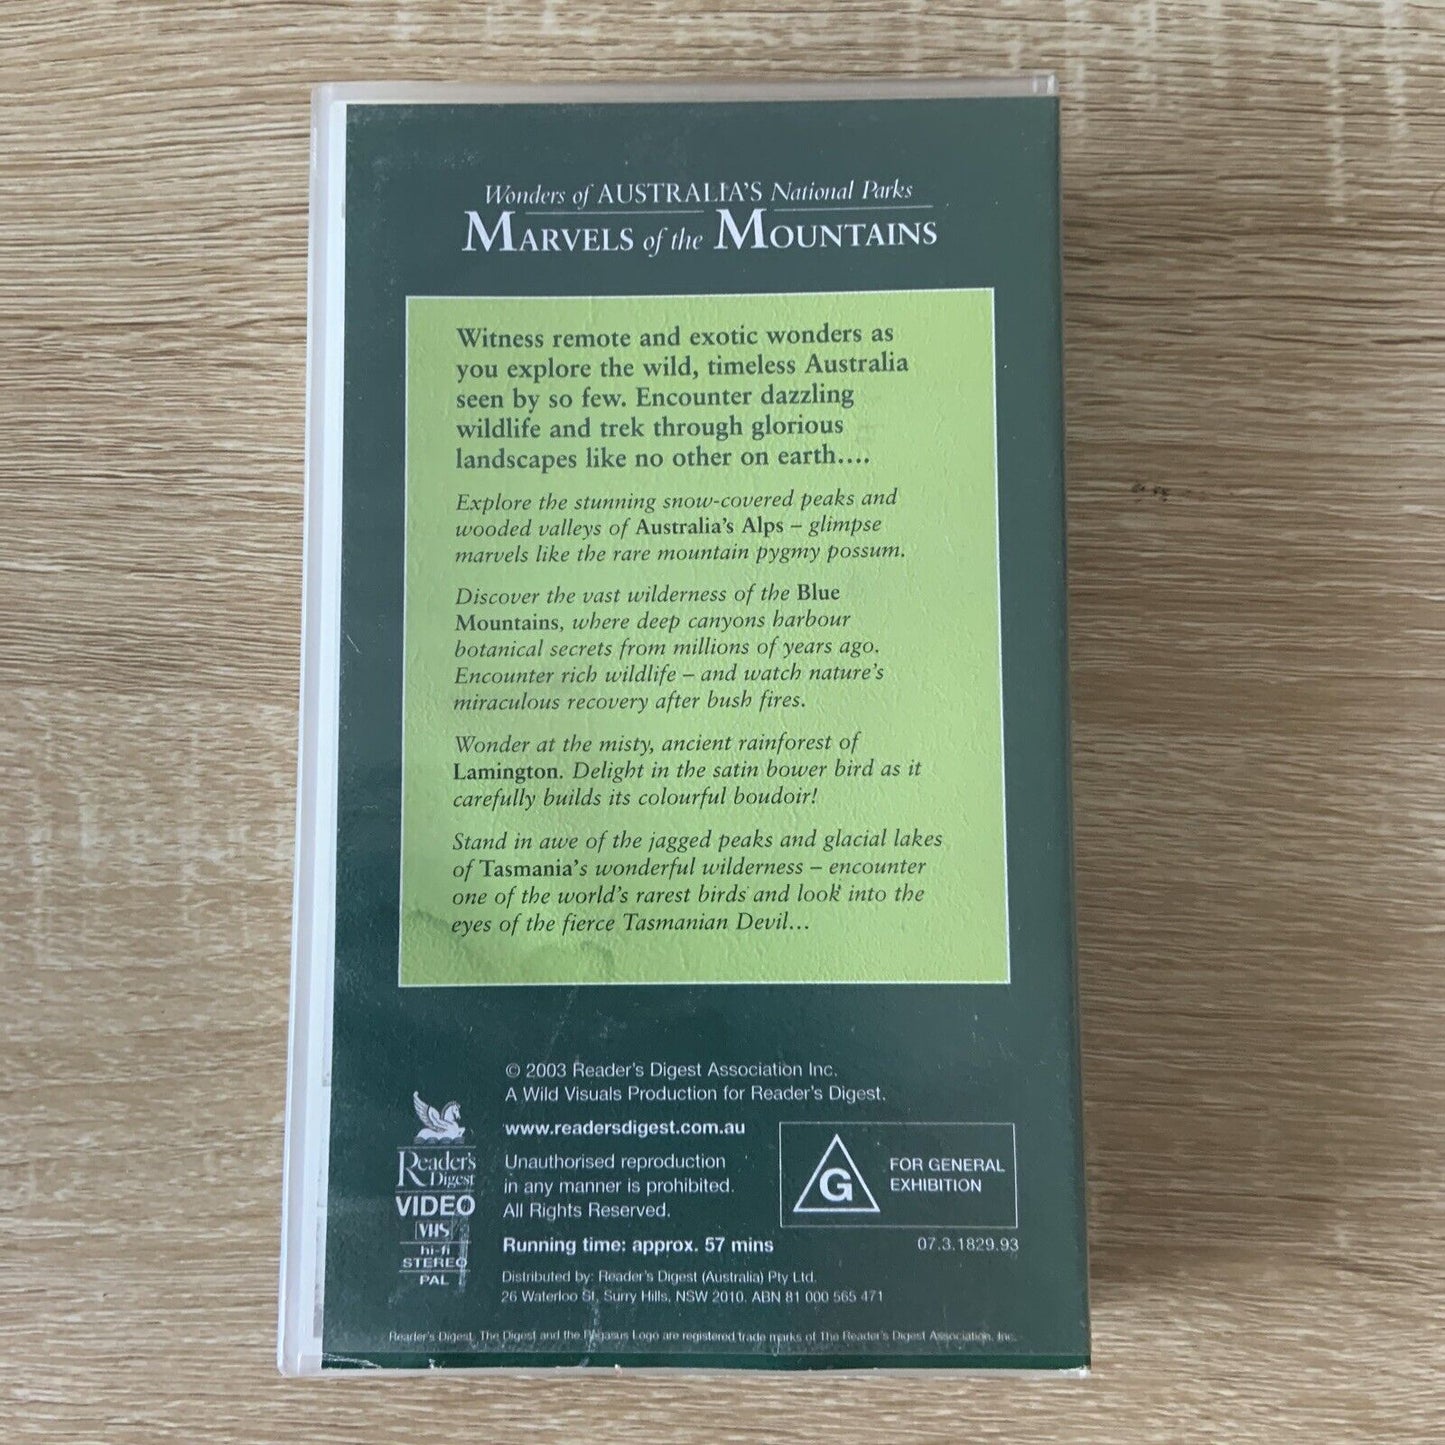 Wonders of AUSTRALIA'S National Parks
MARVELS of the MOUNTAINS
Witness remote and exotic wonders as
you explore the wild, timeless Australia
seen by so few. Encounter dazzling
wildlife and trek through glorious
landscapes like no other on earth....
Explore the stunning snow-covered peaks and
wooded valleys of Australia's Alps – glimpse
marvels like the rare mountain pygmy possum.
Discover the vast wilderness of the Blue
Mountains, where deep canyons harbour
botanical secrets from millions of years ago.
Encounter rich wildlife – and watch nature's
miraculous recovery after bush fires.
Wonder at the misty, ancient rainforest of
Lamington. Delight in the satin bower bird as it
carefully builds its colourful boudoir!
Stand in awe of the jagged peaks and glacial lakes
of Tasmania's wonderful wilderness – encounter
one of the world's rarest birds and look into the
eyes of the fierce Tasmanian Devil...
© 2003 Reader's Digest Association Inc.
A Wild Visuals Production for Reader's Digest.
www.readersdigest.com.au
Unauthorised reproduction
in any manner is prohibited.
All Rights Reserved.
Running time: approx. 57 mins
Distributed by: Reader's Digest (Australia) Pty Ltd.
26 Waterloo St, Surry Hills, NSW 2010. ABN 81 000 565 471
Reader's
Digest
VIDEO
VHS
hi-fi
STEREO
PAL
G
FOR GENERAL
EXHIBITION
07.3.1829.93
Reader's Digest, The Digest and the Pegasus Logo are registered trade marks of The Reader's Digest Association, Inc.